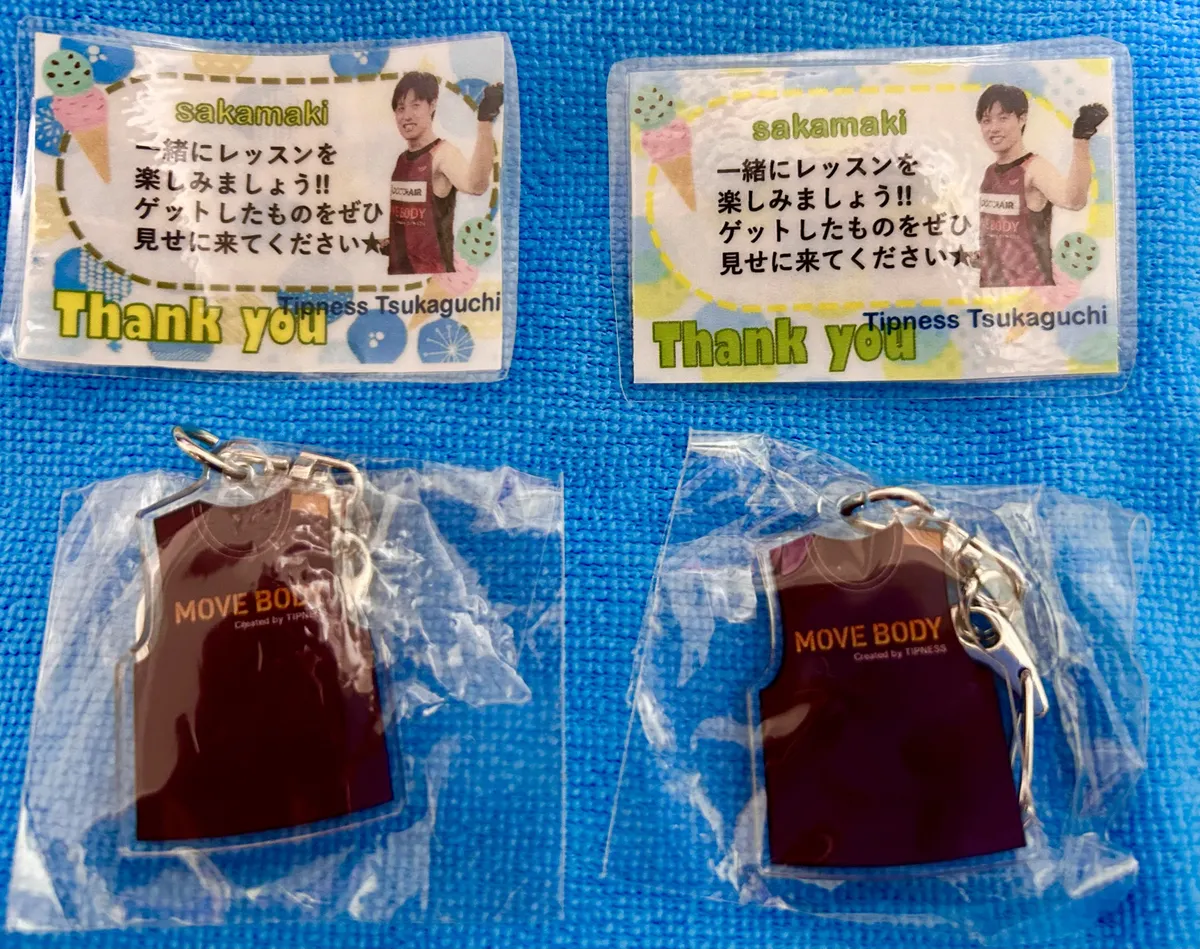 sakamaki
一緒にレッスンを
楽しみましょう!!
ゲットしたものをぜひ
見せに来てください★
Thank you
Tipness Tsukaguchi
sakamaki
一緒にレッスンを
楽しみましょう!!
ゲットしたものをぜひ
見せに来てください★
Thank you
Tipness Tsukaguchi
MOVE BODY
Created by TIPNESS
MOVE BODY
Created by TIPNESS